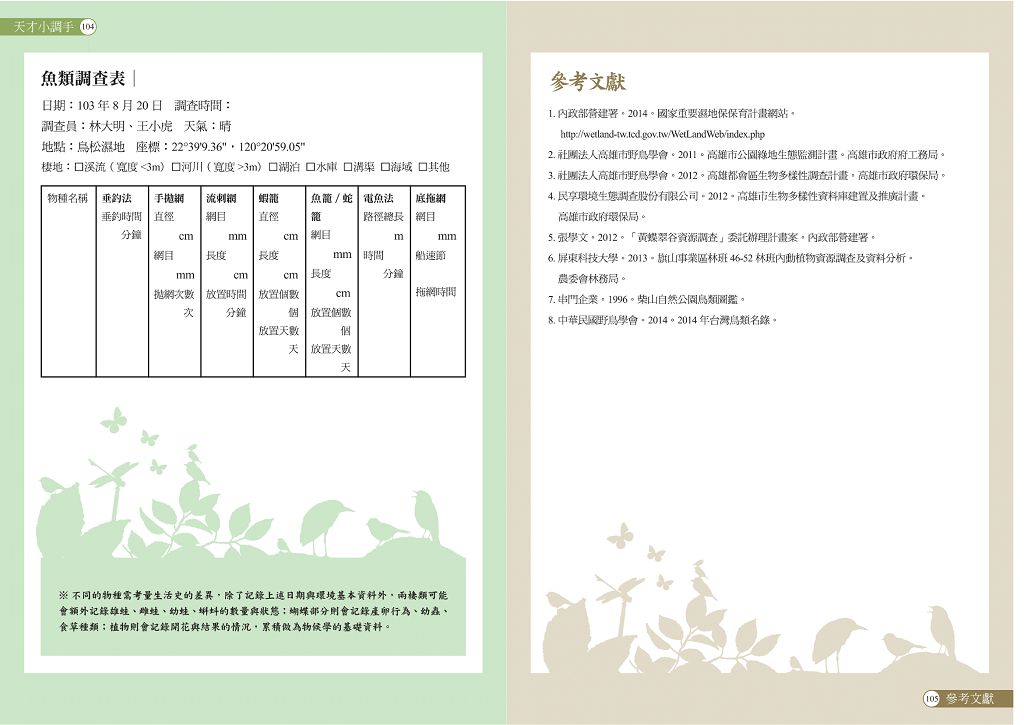 天才小調手 104
魚類調查表
日期：103 年 8 月 20 日　調查時間：
調查員：林大明、王小虎　天氣：晴
地點：鳥松濕地　座標：22°39'9.36"，120°20'59.05"
棲地：□溪流（寬度 <3m）□河川（寬度 >3m）□湖泊 □水庫 □溝渠 □海域 □其他
物種名稱
垂釣法
垂釣時間
分鐘
手拋網
直徑
cm
網目
mm
拋網次數
次
流刺網
網目
mm
長度
cm
放置時間
分鐘
蝦籠
直徑
cm
長度
cm
放置個數
個
放置天數
天
魚籠／蛇
籠
網目
mm
長度
cm
放置個數
個
放置天數
天
電魚法
路徑總長
m
時間
分鐘
底拖網
網目
mm
船速節
拖網時間
※ 不同的物種需考量生活史的差異，除了記錄上述日期與環境基本資料外，兩棲類可能
會額外記錄雄蛙、雌蛙、幼蛙、蝌蚪的數量與狀態；蝴蝶部分則會記錄產卵行為、幼蟲、
食草種類；植物則會記錄開花與結果的情況，累積做為物候學的基礎資料。
參考文獻
1. 內政部營建署。2014。國家重要濕地保保育計畫網站。
http://wetland-tw.tcd.gov.tw/WetLandWeb/index.php
2. 社團法人高雄市野鳥學會。2011。高雄市公園綠地生態監測計畫。高雄市政府府工務局。
3. 社團法人高雄市野鳥學會。2012。高雄都會區生物多樣性調查計畫。高雄市政府環保局。
4. 民享環境生態調查股份有限公司。2012。高雄市生物多樣性資料庫建置及推廣計畫。
高雄市政府環保局。
5. 張學文。2012。「黃蝶翠谷資源調查」委託辦理計畫案。內政部營建署。
6. 屏東科技大學。2013。旗山事業區林班 46-52 林班內動植物資源調查及資料分析。
農委會林務局。
7. 串門企業。1996。柴山自然公園鳥類圖鑑。
8. 中華民國野鳥學會。2014。2014 年台灣鳥類名錄。
105 參考文獻